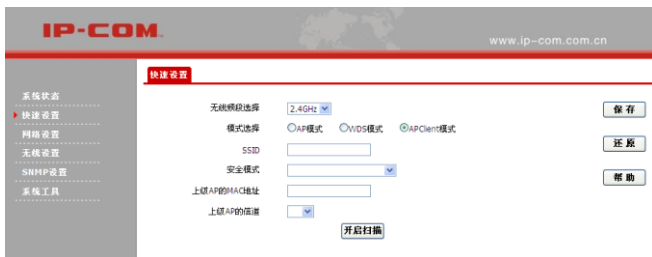 IP-COM
www.ip-com.com.cn
快速设置
系统状态
快速设置
网络设置
无线设置
SNMP设置
系统工具
无线频段选择 2.4GHz
模式选择 AP模式 WDS模式 APClient模式
SSID
安全模式
上级AP的MAC地址
上级AP的信道
开启扫描
保存
还原
帮助